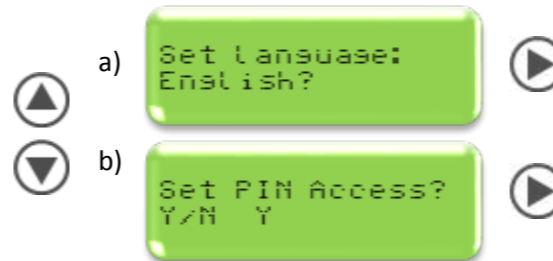 a)
Set Language:
English?
b)
Set PIN Access?
Y/N Y